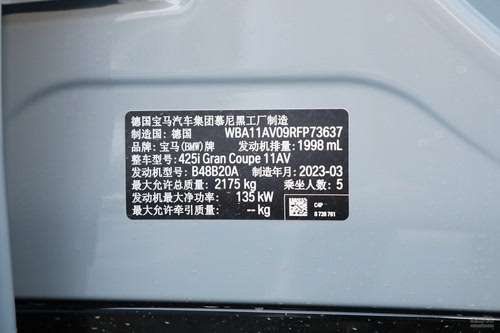 德国宝马汽车集团慕尼黑工厂制造
制造国: 德国 WBA11AV09RFP73637
品牌: 宝马(BMW)牌 发动机排量: 1998 mL
整车型号: 425i Gran Coupe 11AV
发动机型号: B48B20A 制造年月: 2023-03
最大允许总质量: 2175 kg 乘坐人数: 5
发动机最大净功率: 135 kW
最大允许牵引质量: -- kg
C4P
8 736 761